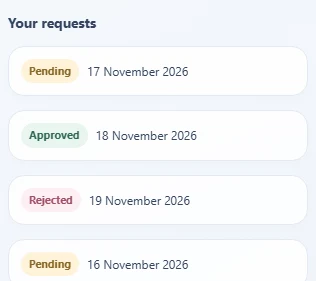 Your requests
Pending 17 November 2026
Approved 18 November 2026
Rejected 19 November 2026
Pending 16 November 2026